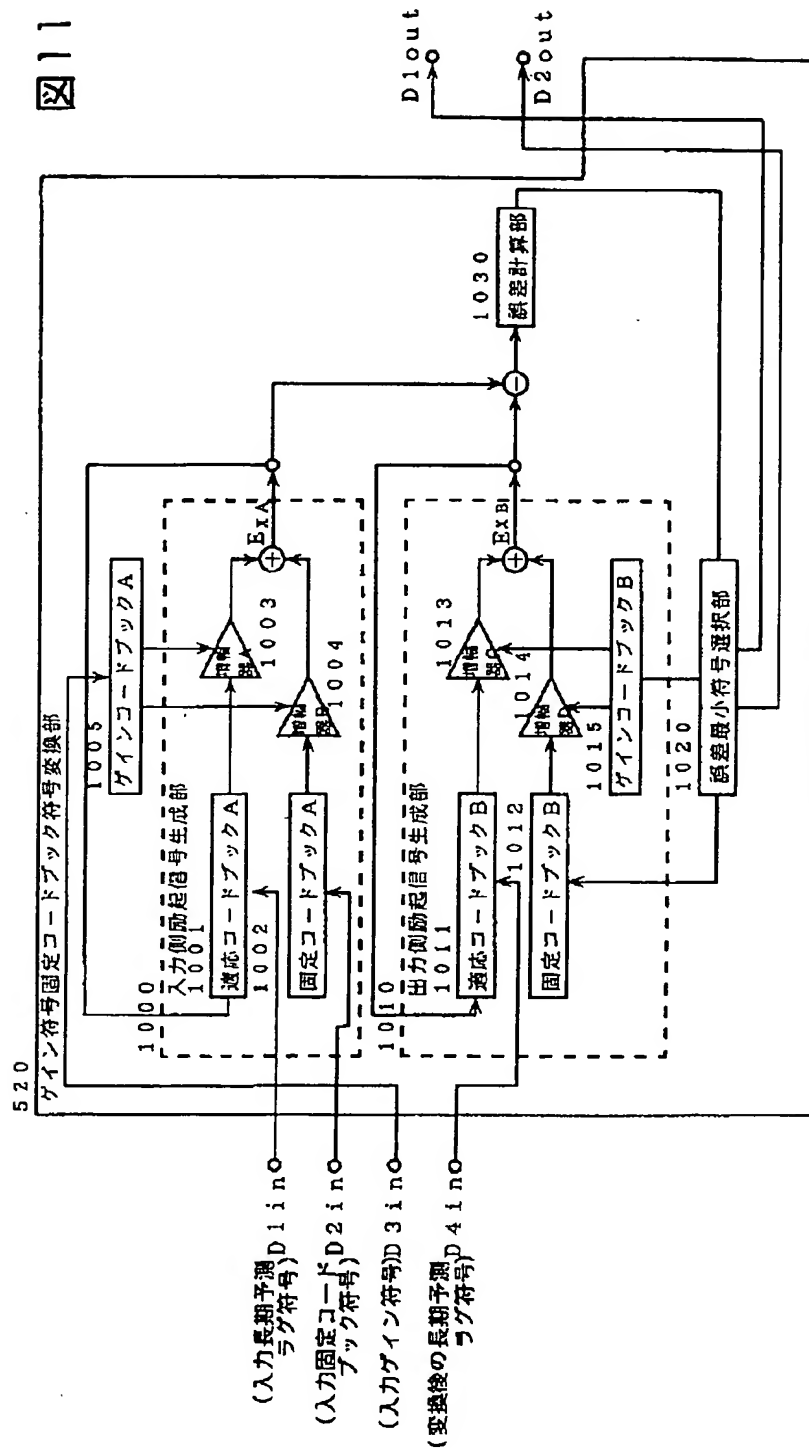 図11
520
ゲイン符号固定コードブック符号変換部
1005
ゲインコードブックA
1000
入力側励起信号生成部
1001
適応コードブックA
1002
固定コードブックA
増幅
器A
1003
増幅
器B
1004
ExA
1010
出力側励起信号生成部
1011
適応コードブックB
1012
固定コードブックB
増幅
器C
1013
増幅
器D
1014
1015
ゲインコードブックB
ExB
1020
誤差最小符号選択部
1030
誤差計算部
D1out
D2out
(入力長期予測
ラグ符号)
D1in
(入力固定コード
ブック符号)
D2in
(入力ゲイン符号)D3in
(変換後の長期予測
ラグ符号)
D4in